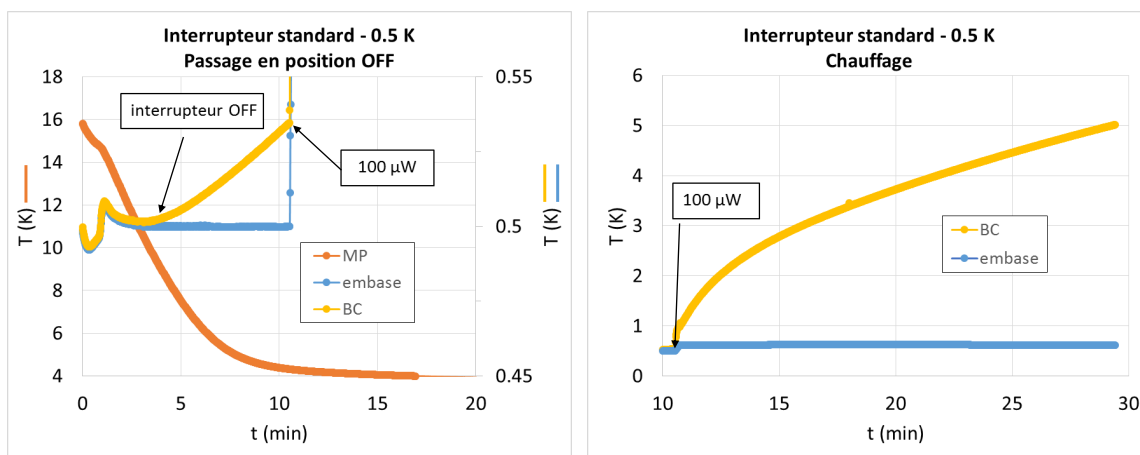 Interrupteur standard - 0.5 K
Passage en position OFF
18
16
14
12
10
8
6
4
0.55
0.5
0.45
T (K)
T (K)
interrupteur OFF
100 µW
MP
embase
BC
0
5
10
15
20
t (min)
Interrupteur standard - 0.5 K
Chauffage
6
5
4
3
2
1
0
T (K)
100 µW
BC
embase
10
15
20
25
30
t (min)